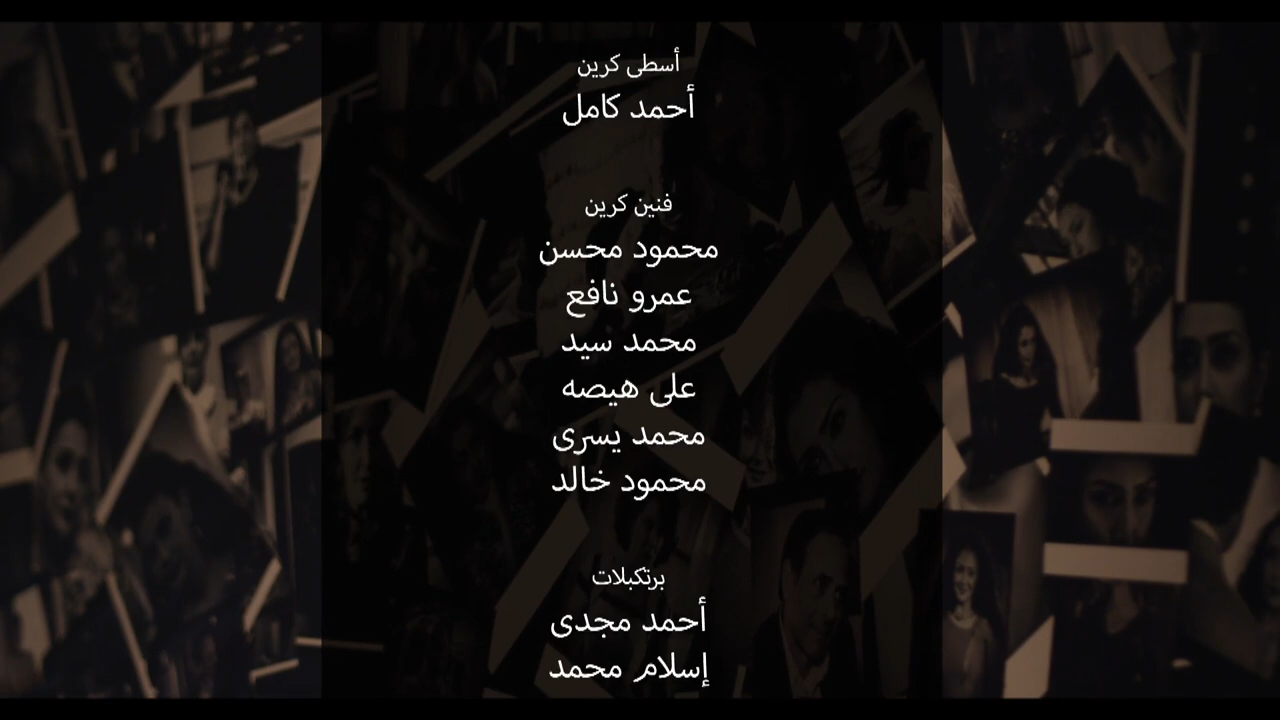 أسطى كرين
أحمد كامل
فنين كرين
محمود محسن
عمرو نافع
محمد سيد
على هيصه
محمد يسرى
محمود خالد
برتكبلات
أحمد مجدى
إسلام محمد